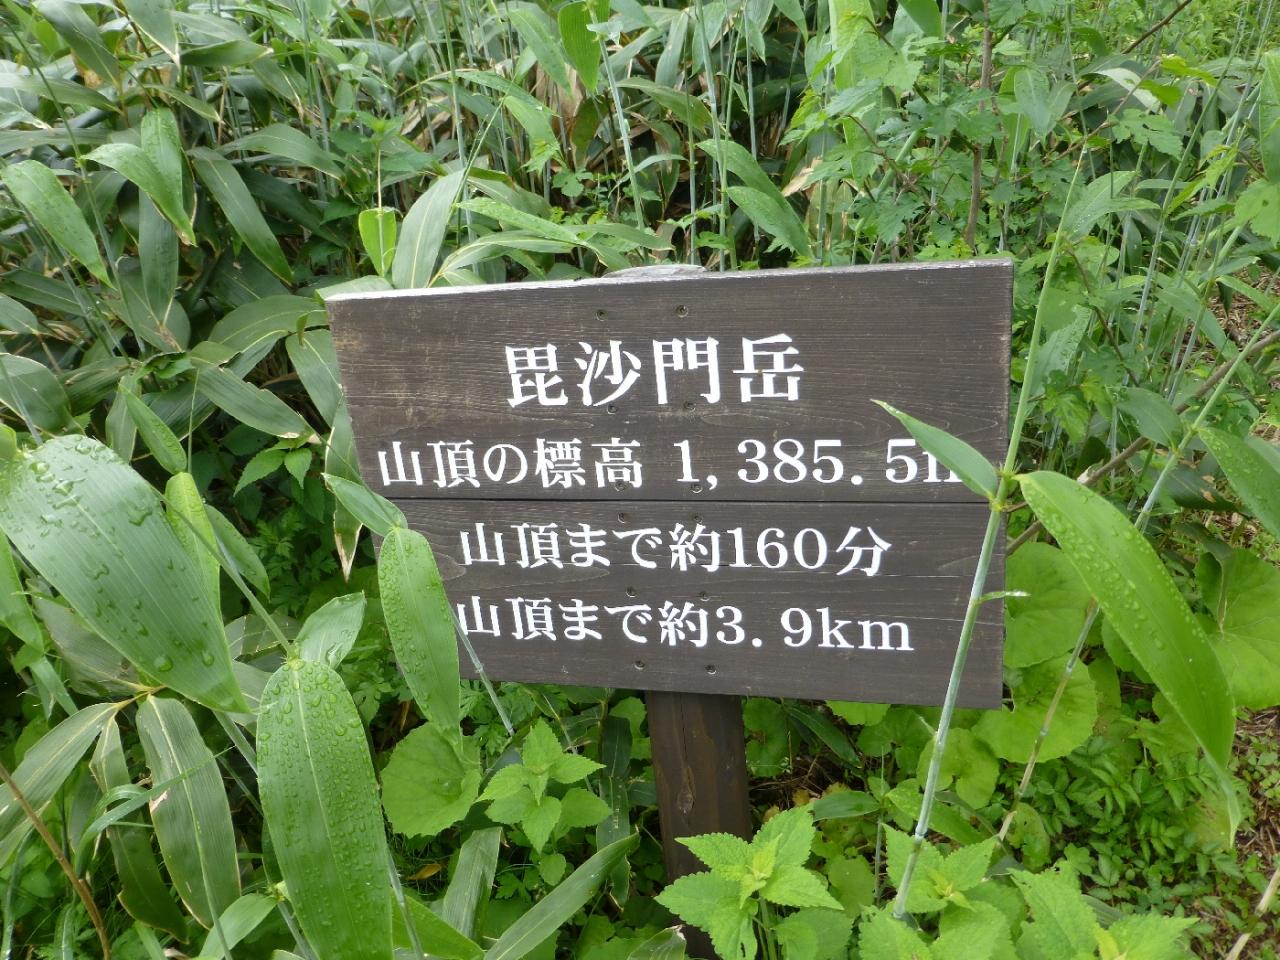 毘沙門岳
山頂の標高 1,385.5m
山頂まで約160分
山頂まで約3.9km